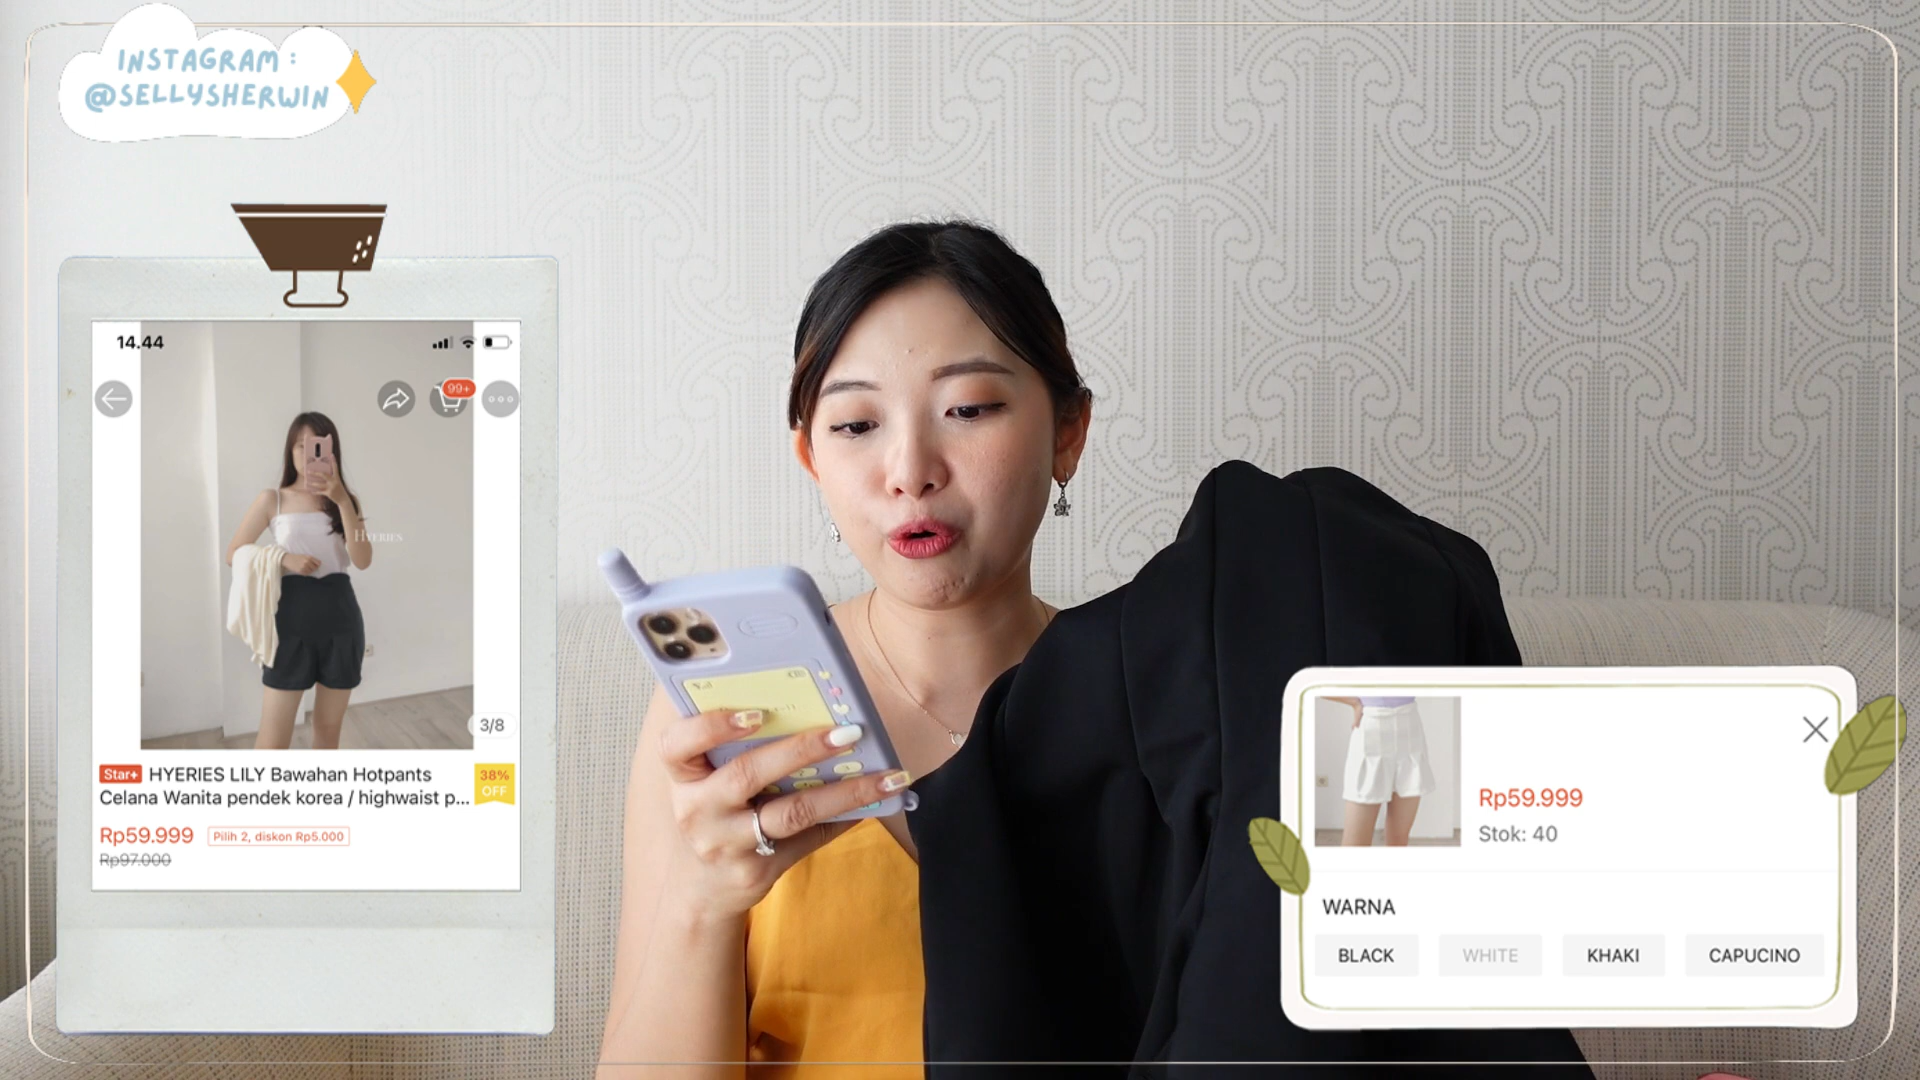 INSTAGRAM :
@SELLYSHERWIN
14.44
99+
HYERIES
3/8
Star+ HYERIES LILY Bawahan Hotpants
Celana Wanita pendek korea / highwaist p...
38%
OFF
Rp59.999 Pilih 2, diskon Rp5.000
Rp97.000
Rp59.999
Stok: 40
WARNA
BLACK WHITE KHAKI CAPUCINO